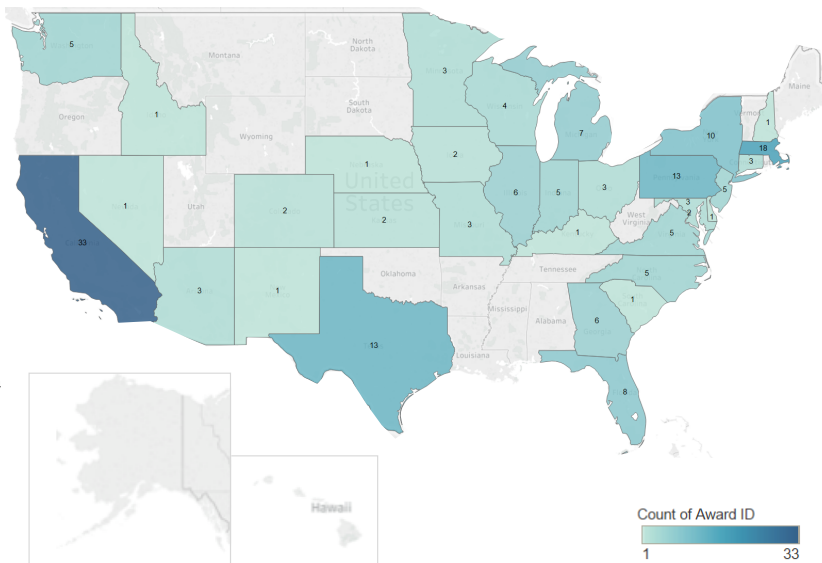 North
Dakota
Montana
5
3
Maine
Oregon
1
South
Dakota
4
1
Wyoming
7
10
18
2
3
1
13
United
States
1
Utah
6
5
3
5
2
2
3
2
West
Virginia
1
33
3
1
5
Oklahoma
Tennessee
5
3
1
Arkansas
1
Mississippi
Alabama
6
13
Louisiana
8
Hawaii
Count of Award ID
1
33